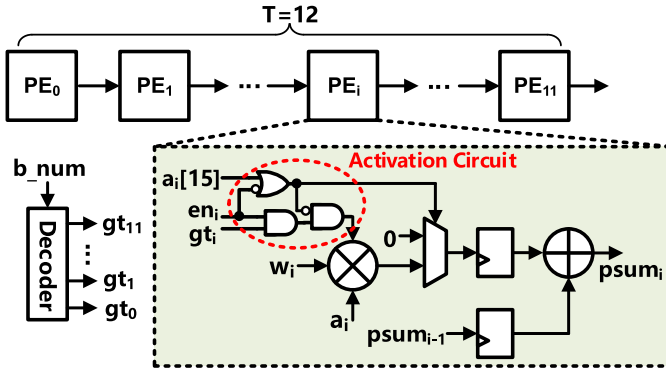 T=12
PE₀
PE₁
...
PEᵢ
...
PE₁₁
Activation Circuit
b_num
aᵢ[15]
enᵢ
gtᵢ
Decoder
gt₁₁
...
gt₁
gt₀
0
wᵢ
aᵢ
psumᵢ
psumᵢ₋₁